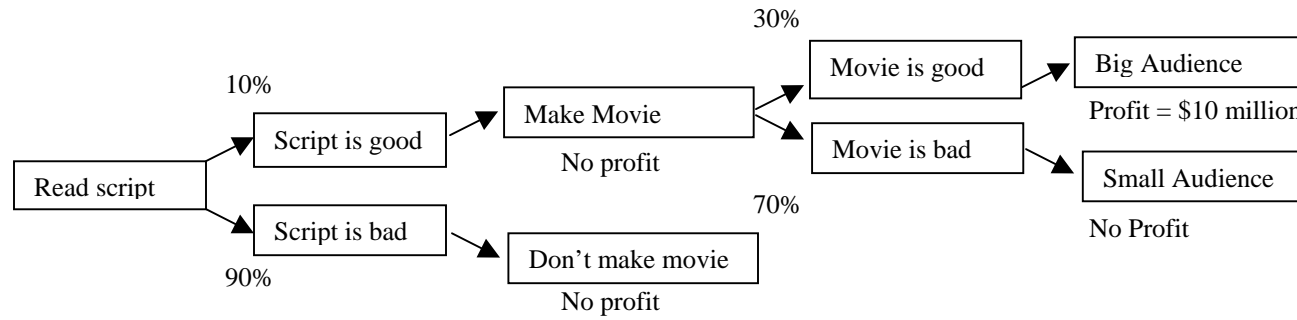 30%
Movie is good
Big Audience
10%
Profit = $10 million
Make Movie
Script is good
Movie is bad
No profit
Read script
Small Audience
70%
Script is bad
No Profit
Don’t make movie
90%
No profit